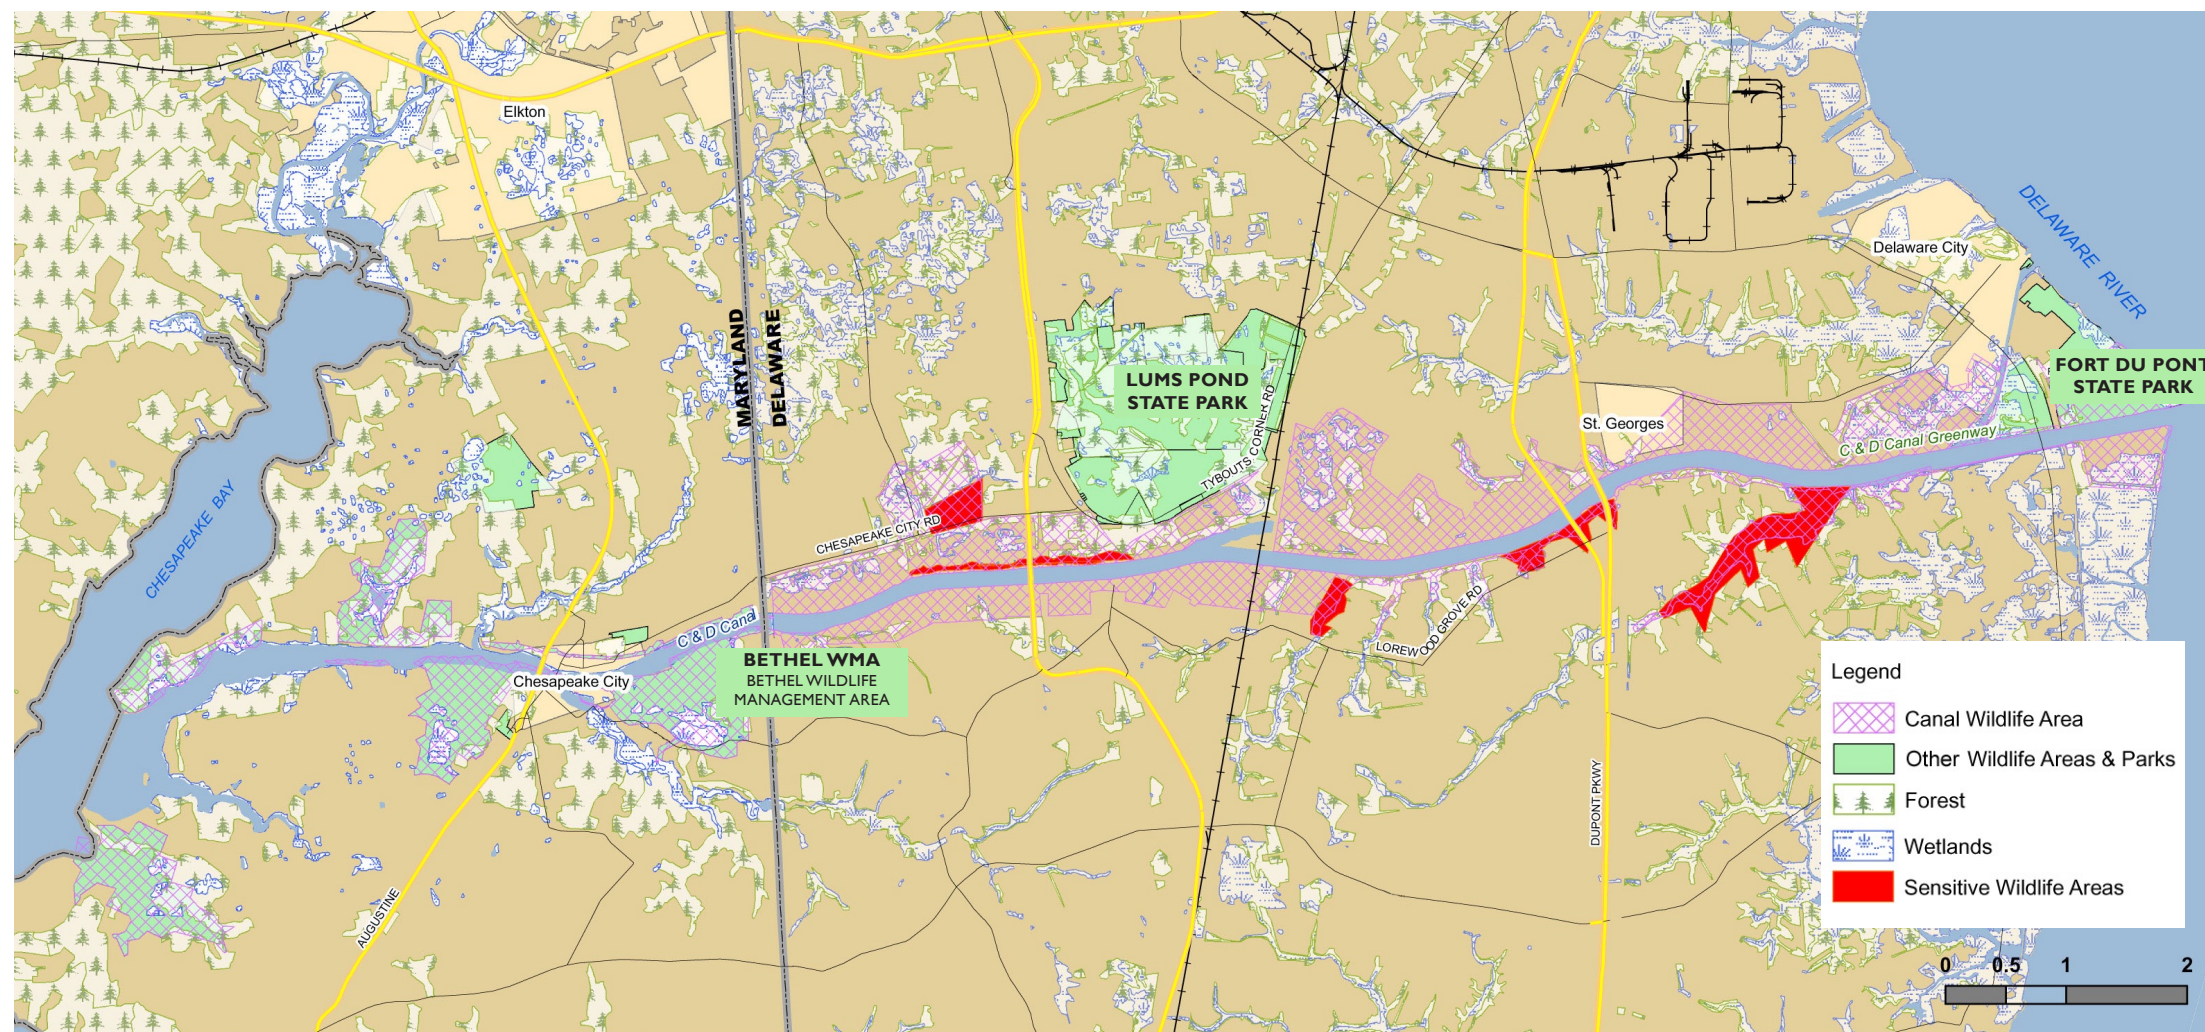 Elkton
DELAWARE RIVER
Delaware City
MARYLAND
DELAWARE
LUMS POND
STATE PARK
FORT DU PONT
STATE PARK
TYBOUTS CORNER RD
St. Georges
C & D Canal Greenway
CHESAPEAKE BAY
CHESAPEAKE CITY RD
C & D Canal
LOREWOOD GROVE RD
BETHEL WMA
BETHEL WILDLIFE
MANAGEMENT AREA
Chesapeake City
DUPONT PKWY
AUGUSTINE
Legend
Canal Wildlife Area
Other Wildlife Areas & Parks
Forest
Wetlands
Sensitive Wildlife Areas
0 0.5 1 2